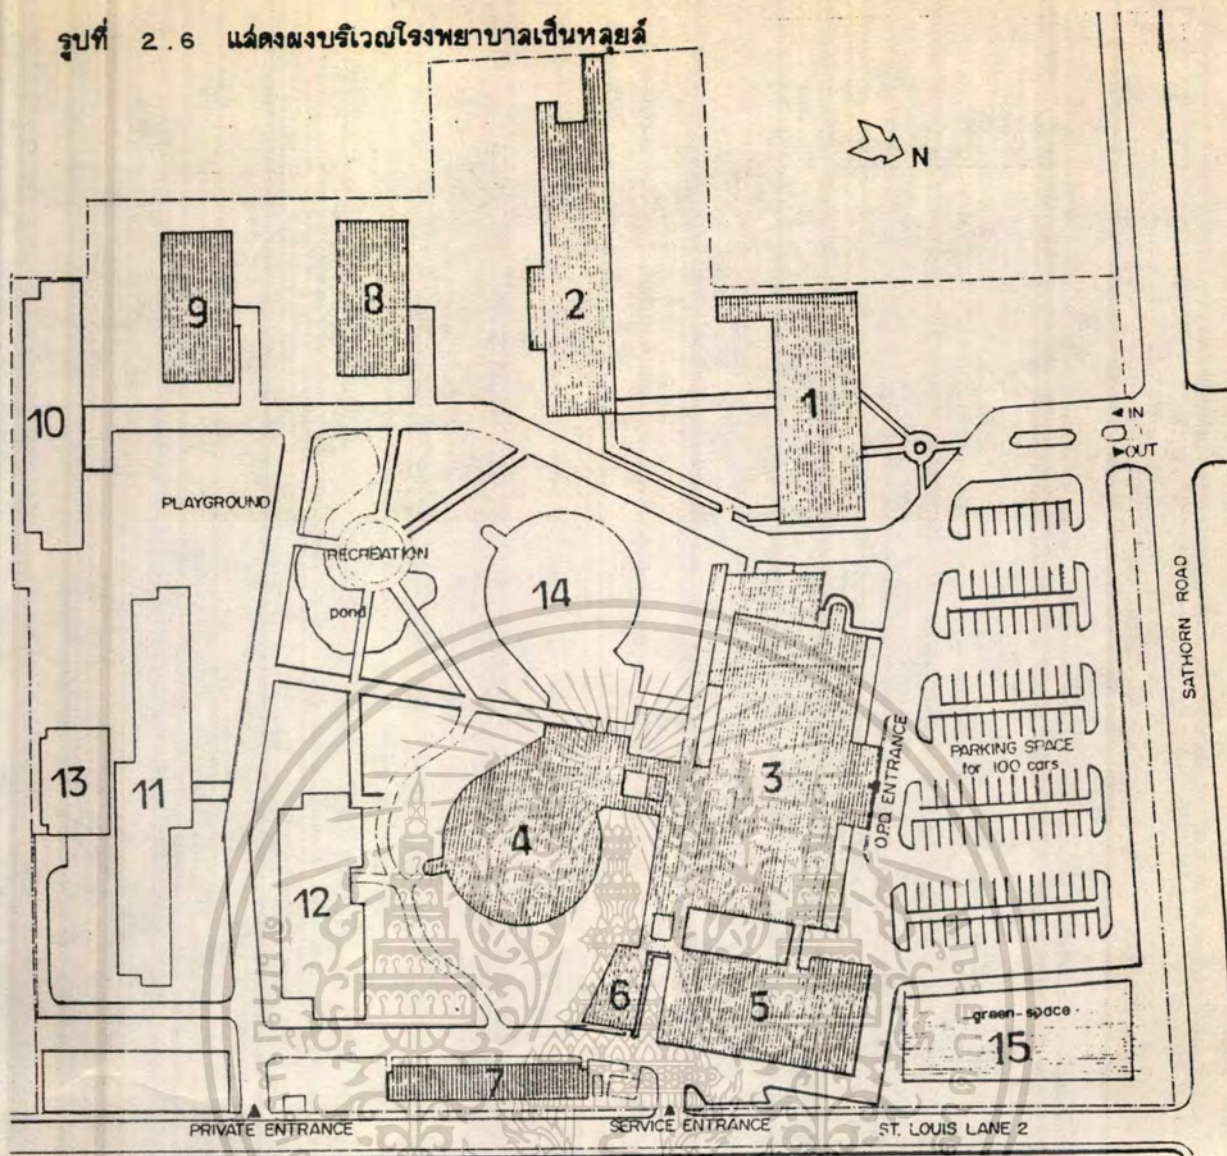 รูปที่ 2.6 แสดงผงบริเวณโรงพยาบาลเซ็นหลุยส์
N
9
8
2
1
10
IN
OUT
PLAYGROUND
RECREATION
pond
14
SATHORN ROAD
3
O.P.D. ENTRANCE
PARKING SPACE
for 100 cars
13
11
4
12
6
5
green-space
15
7
PRIVATE ENTRANCE
SERVICE ENTRANCE
ST. LOUIS LANE 2